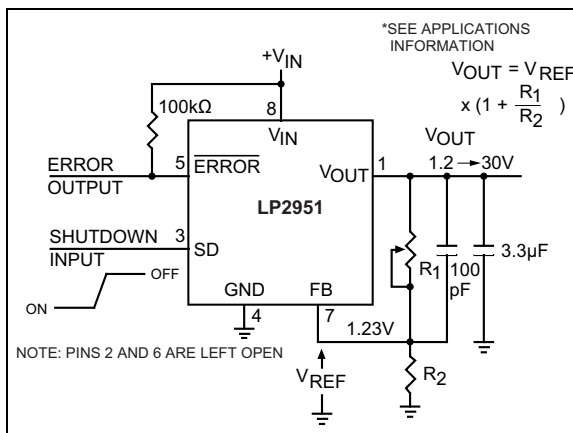 *SEE APPLICATIONS
INFORMATION
VOUT = VREF
x (1 + R1/R2 )
+VIN
100kΩ
8
VIN
VOUT
ERROR
OUTPUT
5
ERROR
VOUT
1
1.2 → 30V
LP2951
SHUTDOWN
INPUT
3
SD
R1
100
pF
3.3µF
OFF
ON
GND
FB
4
7
1.23V
NOTE: PINS 2 AND 6 ARE LEFT OPEN
VREF
R2